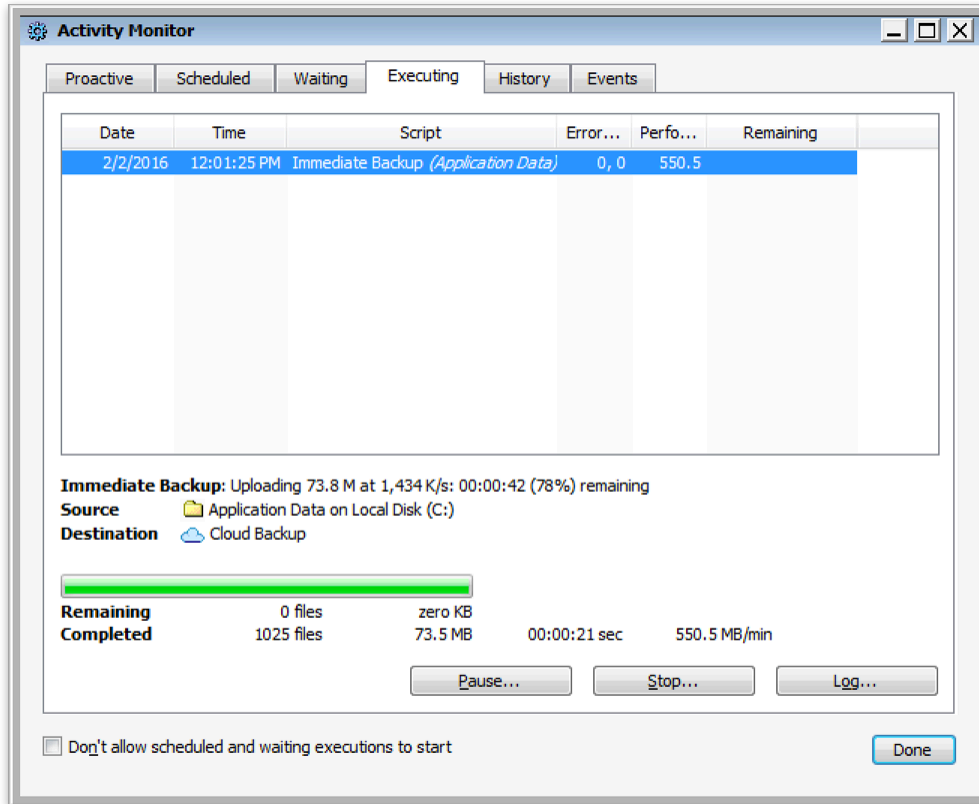 Activity Monitor
Proactive Scheduled Waiting Executing History Events
Date Time Script Error... Perfo... Remaining
2/2/2016 12:01:25 PM Immediate Backup (Application Data) 0, 0 550.5
Immediate Backup: Uploading 73.8 M at 1,434 K/s: 00:00:42 (78%) remaining
Source Application Data on Local Disk (C:)
Destination Cloud Backup
Remaining 0 files zero KB
Completed 1025 files 73.5 MB 00:00:21 sec 550.5 MB/min
Pause... Stop... Log...
Don't allow scheduled and waiting executions to start Done